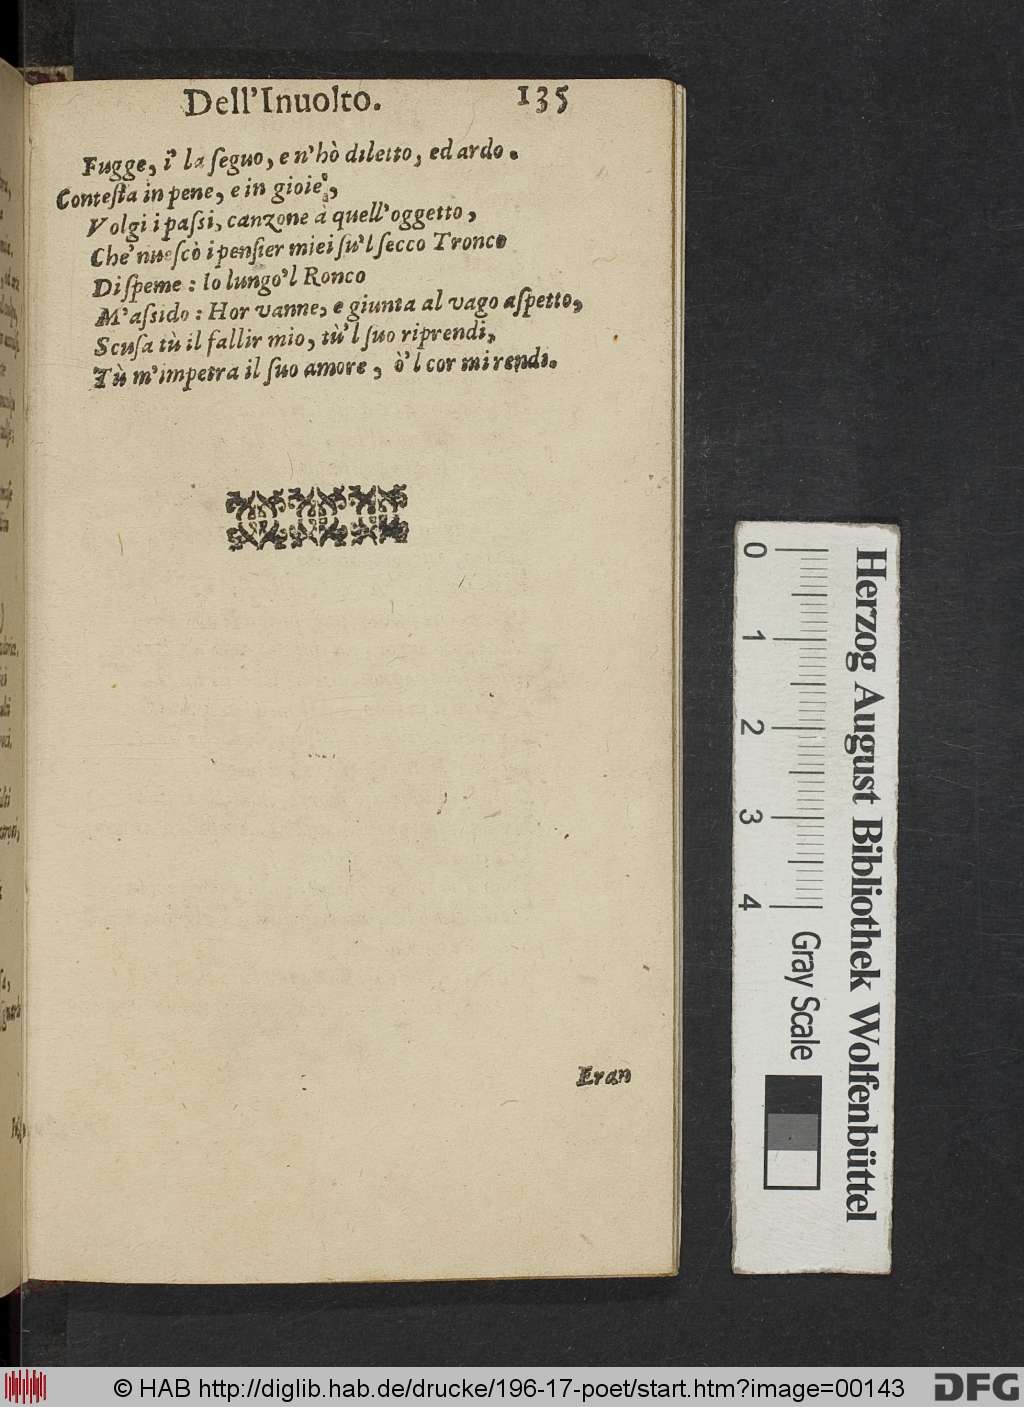 Dell'Inuolto. 135
Fugge, i' la ſeguo, e n'hò diletto, ed ardo.
Conteſta in pene, e in gioie,
Volgi i paſsi, canzone à quell'oggetto,
Che i penſier miei ſu'l ſecco Tronco
Di ſpeme: Io lungo'l Ronco
M'aſsido: Hor vanne, e giunta al vago aſpetto,
Scuſa tù il fallir mio, tù'l ſuo riprendi,
Tù m'impetra il ſuo amore, ò'l cor mi rendi.
Eran
Herzog August Bibliothek Wolfenbüttel
0 1 2 3 4 Gray Scale
© HAB http://diglib.hab.de/drucke/196-17-poet/start.htm?image=00143
DFG